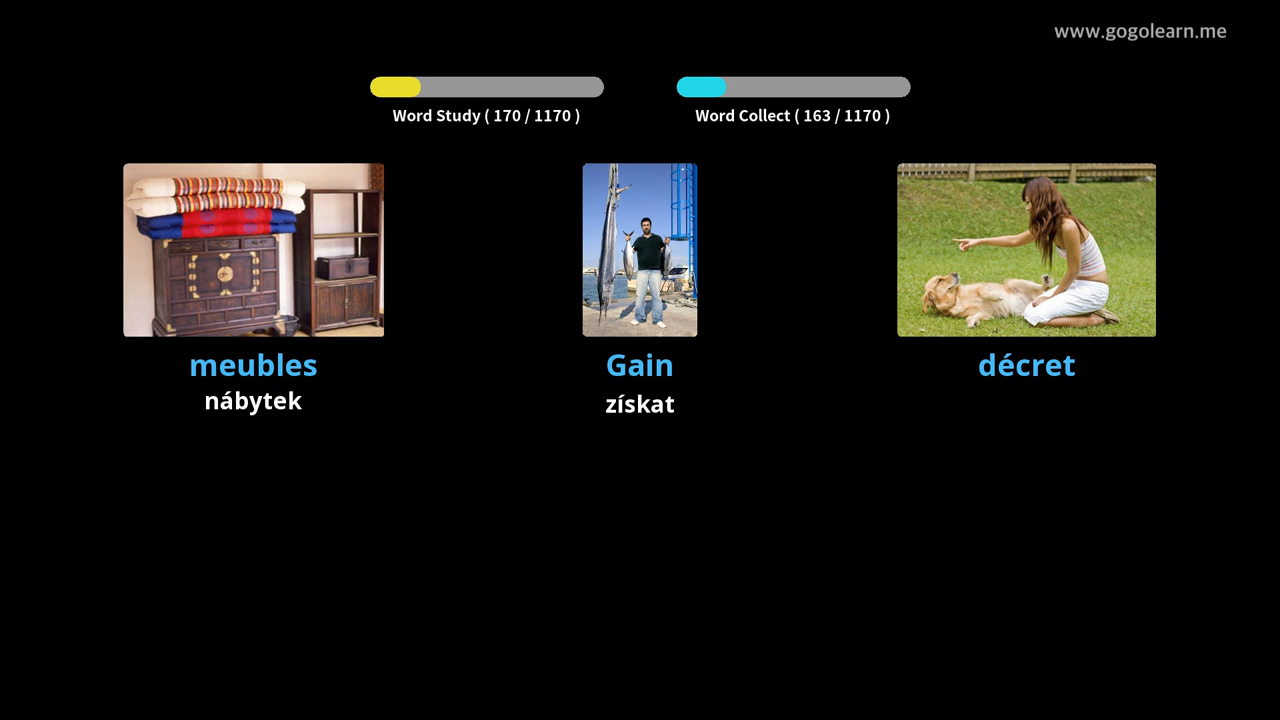 www.gogolearn.me
Word Study ( 170 / 1170 )
Word Collect ( 163 / 1170 )
meubles
nábytek
Gain
získat
décret